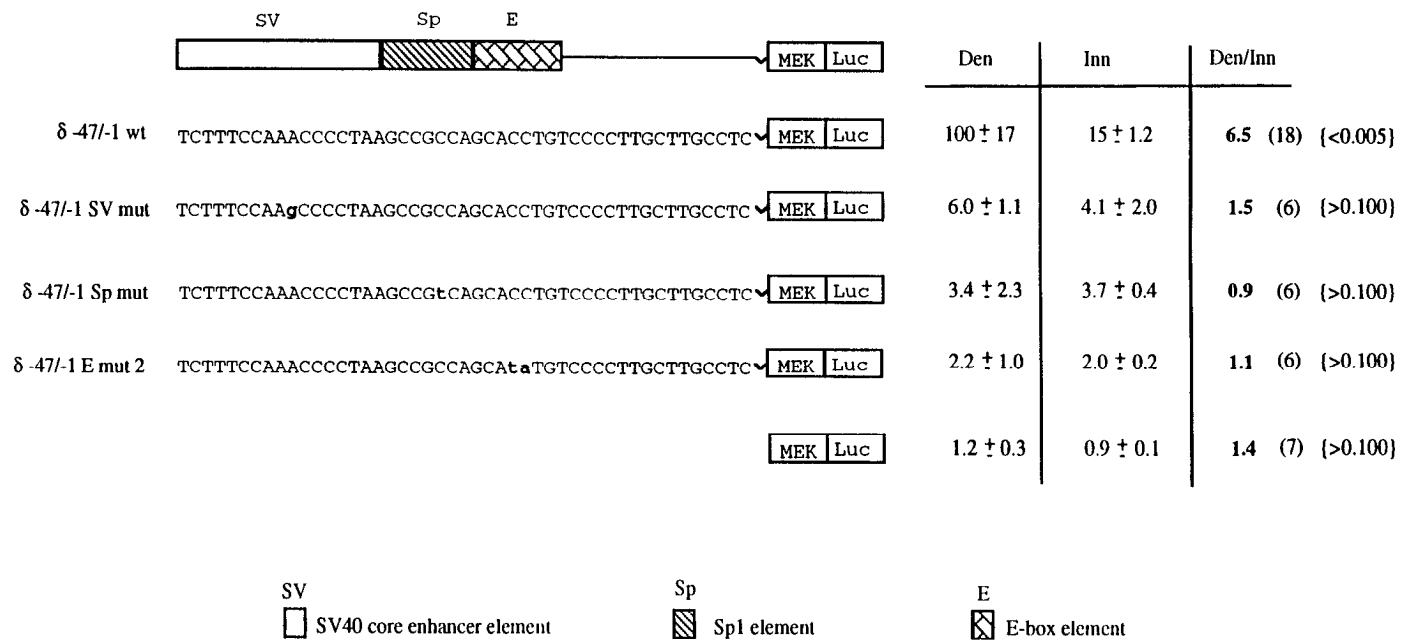 SV Sp E
MEK Luc
Den Inn Den/Inn
δ -47/-1 wt TCTTTCCAAACCCCTAAGCCGCCAGCACCTGTCCCCTTGCTTGCCTC MEK Luc 100 ± 17 15 ± 1.2 6.5 (18) {<0.005}
δ -47/-1 SV mut TCTTTCCAAgCCCCTAAGCCGCCAGCACCTGTCCCCTTGCTTGCCTC MEK Luc 6.0 ± 1.1 4.1 ± 2.0 1.5 (6) {>0.100}
δ -47/-1 Sp mut TCTTTCCAAACCCCTAAGCCGtCAGCACCTGTCCCCTTGCTTGCCTC MEK Luc 3.4 ± 2.3 3.7 ± 0.4 0.9 (6) {>0.100}
δ -47/-1 E mut 2 TCTTTCCAAACCCCTAAGCCGCCAGCAtaTGTCCCCTTGCTTGCCTC MEK Luc 2.2 ± 1.0 2.0 ± 0.2 1.1 (6) {>0.100}
MEK Luc 1.2 ± 0.3 0.9 ± 0.1 1.4 (7) {>0.100}
SV Sp E
SV40 core enhancer element Sp1 element E-box element